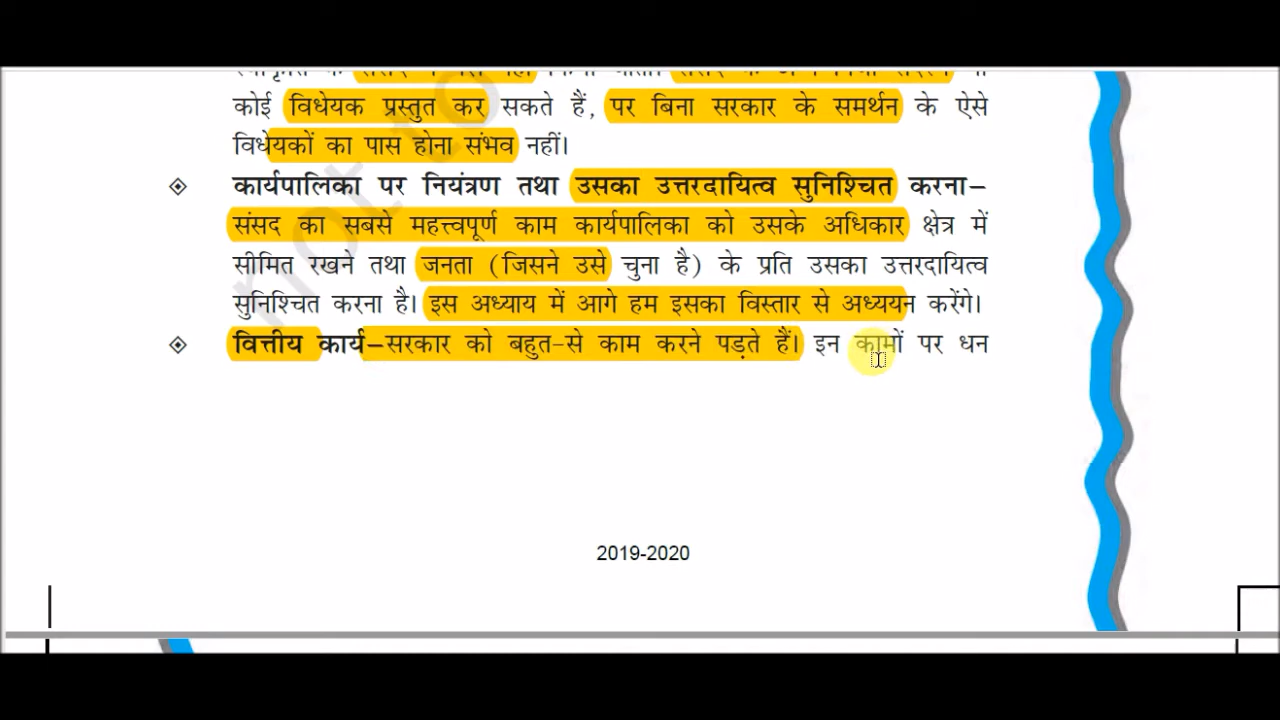 कोई विधेयक प्रस्तुत कर सकते हैं, पर बिना सरकार के समर्थन के ऐसे
विधेयकों का पास होना संभव नहीं।
कार्यपालिका पर नियंत्रण तथा उसका उत्तरदायित्व सुनिश्चित करना–
संसद का सबसे महत्त्वपूर्ण काम कार्यपालिका को उसके अधिकार क्षेत्र में
सीमित रखने तथा जनता (जिसने उसे चुना है) के प्रति उसका उत्तरदायित्व
सुनिश्चित करना है। इस अध्याय में आगे हम इसका विस्तार से अध्ययन करेंगे।
वित्तीय कार्य–सरकार को बहुत-से काम करने पड़ते हैं। इन कामों पर धन
not to
2019-2020